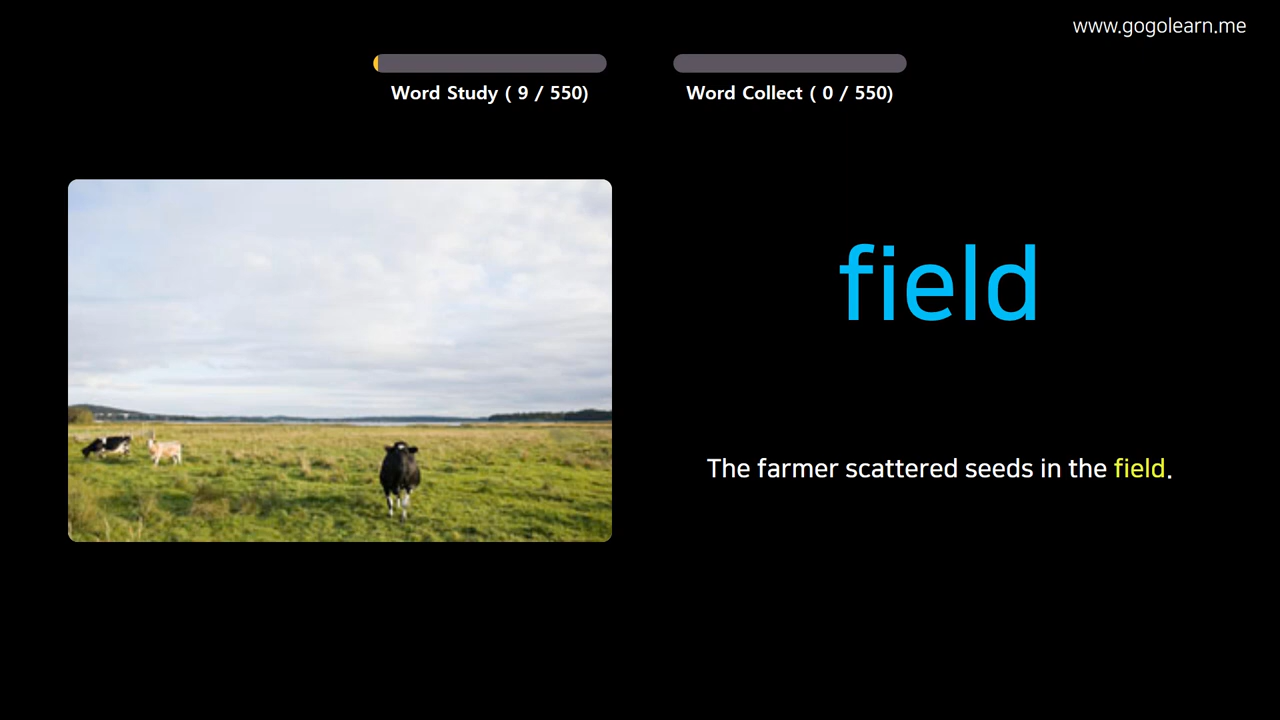 www.gogolearn.me
Word Study ( 9 / 550)
Word Collect ( 0 / 550)
field
The farmer scattered seeds in the field.